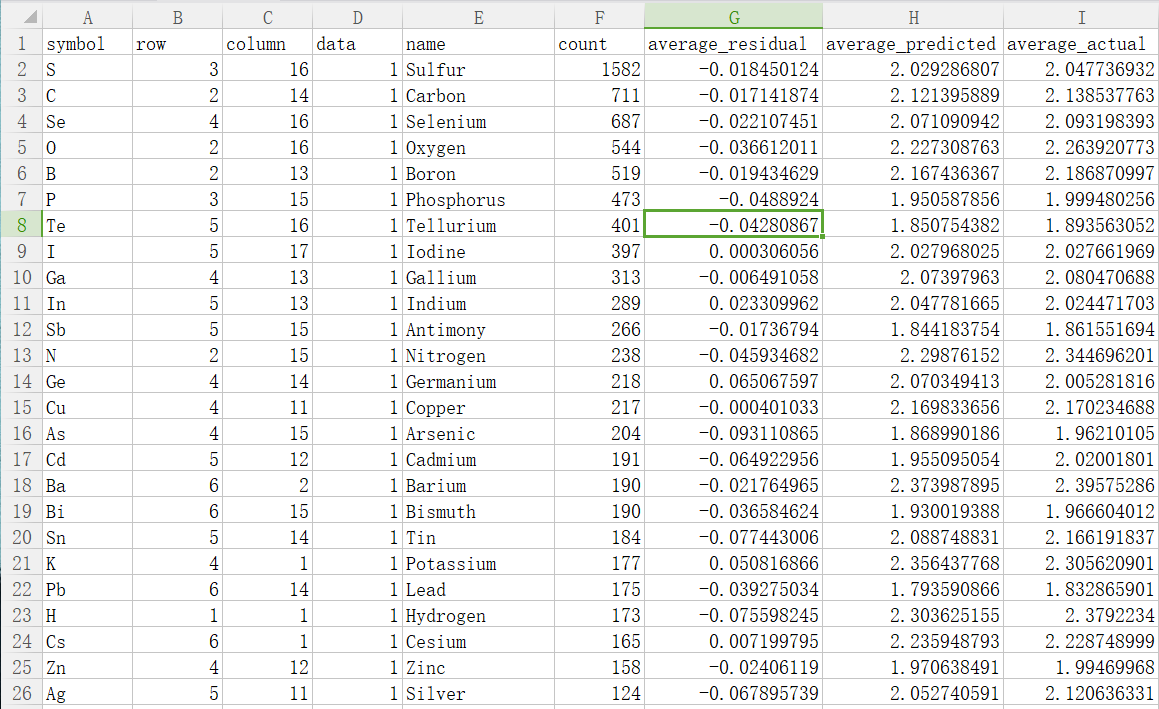 A B C D E F G H I
1 symbol row column data name count average_residual average_predicted average_actual
2 S 3 16 1 Sulfur 1582 -0.018450124 2.029286807 2.047736932
3 C 2 14 1 Carbon 711 -0.017141874 2.121395889 2.138537763
4 Se 4 16 1 Selenium 687 -0.022107451 2.071090942 2.093198393
5 O 2 16 1 Oxygen 544 -0.036612011 2.227308763 2.263920773
6 B 2 13 1 Boron 519 -0.019434629 2.167436367 2.186870997
7 P 3 15 1 Phosphorus 473 -0.0488924 1.950587856 1.999480256
8 Te 5 16 1 Tellurium 401 -0.04280867 1.850754382 1.893563052
9 I 5 17 1 Iodine 397 0.000306056 2.027968025 2.027661969
10 Ga 4 13 1 Gallium 313 -0.006491058 2.07397963 2.080470688
11 In 5 13 1 Indium 289 0.023309962 2.047781665 2.024471703
12 Sb 5 15 1 Antimony 266 -0.01736794 1.844183754 1.861551694
13 N 2 15 1 Nitrogen 238 -0.045934682 2.29876152 2.344696201
14 Ge 4 14 1 Germanium 218 0.065067597 2.070349413 2.005281816
15 Cu 4 11 1 Copper 217 -0.000401033 2.169833656 2.170234688
16 As 4 15 1 Arsenic 204 -0.093110865 1.868990186 1.96210105
17 Cd 5 12 1 Cadmium 191 -0.064922956 1.955095054 2.02001801
18 Ba 6 2 1 Barium 190 -0.021764965 2.373987895 2.39575286
19 Bi 6 15 1 Bismuth 190 -0.036584624 1.930019388 1.966604012
20 Sn 5 14 1 Tin 184 -0.077443006 2.088748831 2.166191837
21 K 4 1 1 Potassium 177 0.050816866 2.356437768 2.305620901
22 Pb 6 14 1 Lead 175 -0.039275034 1.793590866 1.832865901
23 H 1 1 1 Hydrogen 173 -0.075598245 2.303625155 2.3792234
24 Cs 6 1 1 Cesium 165 0.007199795 2.235948793 2.228748999
25 Zn 4 12 1 Zinc 158 -0.02406119 1.970638491 1.99469968
26 Ag 5 11 1 Silver 124 -0.067895739 2.052740591 2.120636331